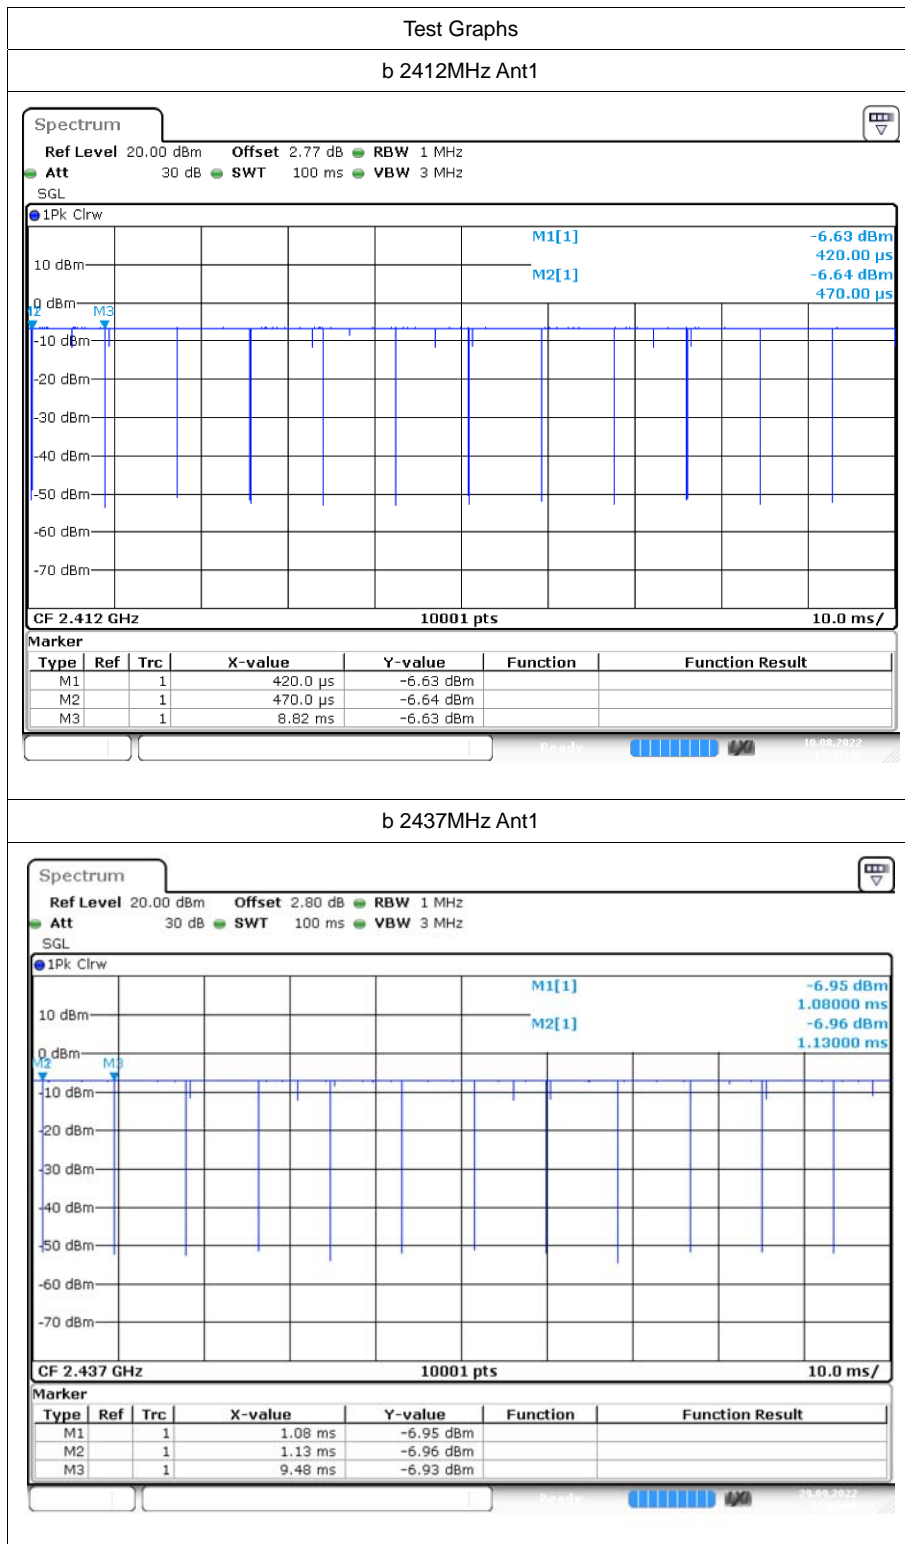 Test Graphs
b 2412MHz Ant1
Spectrum
Ref Level 20.00 dBm Offset 2.77 dB RBW 1 MHz
Att 30 dB SWT 100 ms VBW 3 MHz
SGL
1Pk Clrw
M1[1] -6.63 dBm
420.00 µs
10 dBm
M2[1] -6.64 dBm
470.00 µs
0 dBm
M3
-10 dBm
-20 dBm
-30 dBm
-40 dBm
-50 dBm
-60 dBm
-70 dBm
CF 2.412 GHz 10001 pts 10.0 ms/
Marker
Type Ref Trc X-value Y-value Function Function Result
M1 1 420.0 µs -6.63 dBm
M2 1 470.0 µs -6.64 dBm
M3 1 8.82 ms -6.63 dBm
Ready 10.08.2022
b 2437MHz Ant1
Spectrum
Ref Level 20.00 dBm Offset 2.80 dB RBW 1 MHz
Att 30 dB SWT 100 ms VBW 3 MHz
SGL
1Pk Clrw
M1[1] -6.95 dBm
1.08000 ms
10 dBm
M2[1] -6.96 dBm
1.13000 ms
0 dBm
M3
-10 dBm
-20 dBm
-30 dBm
-40 dBm
-50 dBm
-60 dBm
-70 dBm
CF 2.437 GHz 10001 pts 10.0 ms/
Marker
Type Ref Trc X-value Y-value Function Function Result
M1 1 1.08 ms -6.95 dBm
M2 1 1.13 ms -6.96 dBm
M3 1 9.48 ms -6.93 dBm